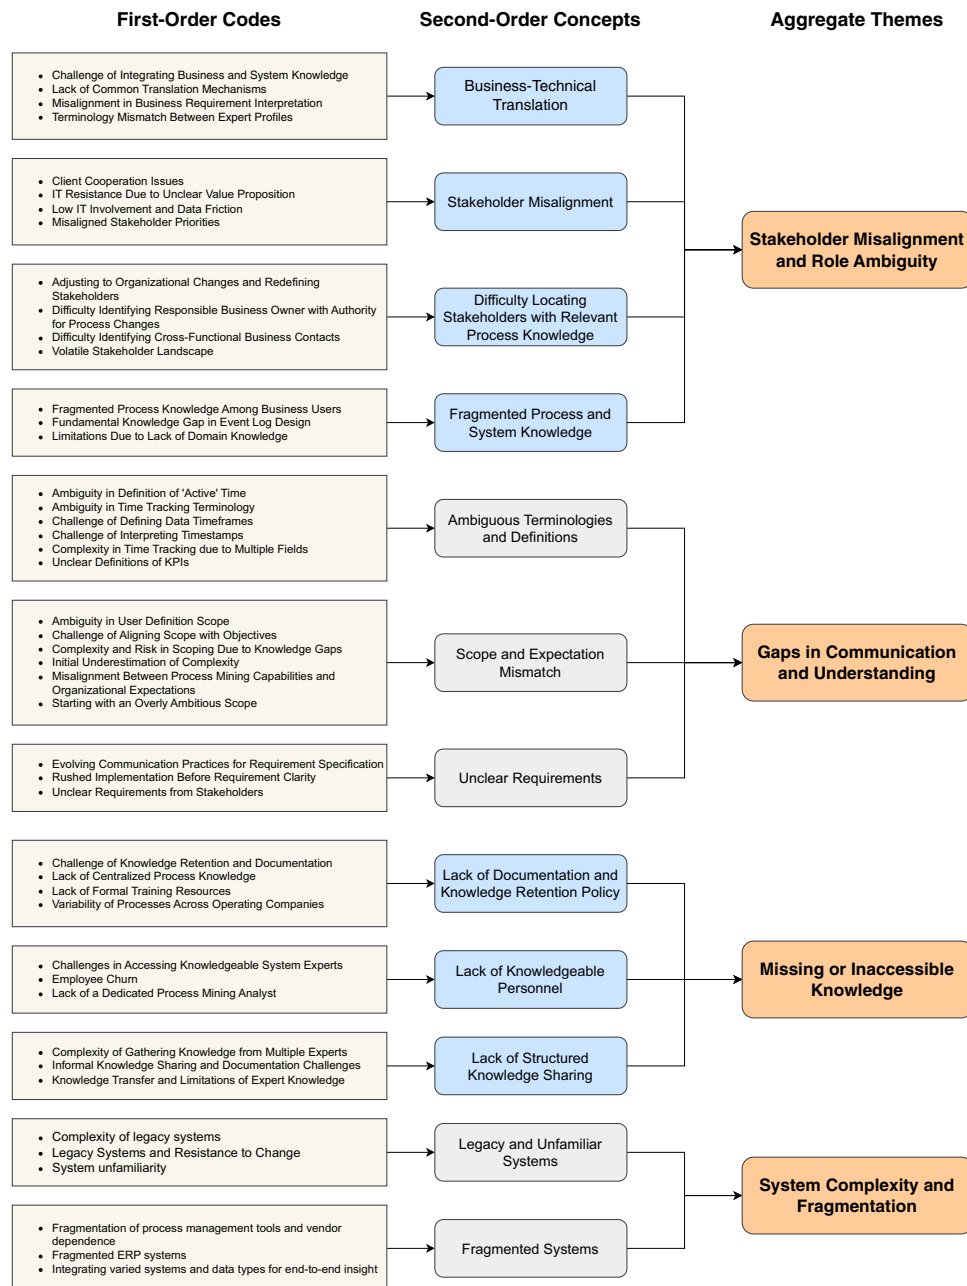 First-Order Codes
Second-Order Concepts
Aggregate Themes
• Challenge of Integrating Business and System Knowledge
• Lack of Common Translation Mechanisms
• Misalignment in Business Requirement Interpretation
• Terminology Mismatch Between Expert Profiles
Business-Technical
Translation
• Client Cooperation Issues
• IT Resistance Due to Unclear Value Proposition
• Low IT Involvement and Data Friction
• Misaligned Stakeholder Priorities
Stakeholder Misalignment
• Adjusting to Organizational Changes and Redefining
Stakeholders
• Difficulty Identifying Responsible Business Owner with Authority
for Process Changes
• Difficulty Identifying Cross-Functional Business Contacts
• Volatile Stakeholder Landscape
Difficulty Locating
Stakeholders with Relevant
Process Knowledge
• Fragmented Process Knowledge Among Business Users
• Fundamental Knowledge Gap in Event Log Design
• Limitations Due to Lack of Domain Knowledge
Fragmented Process and
System Knowledge
Stakeholder Misalignment
and Role Ambiguity
• Ambiguity in Definition of 'Active' Time
• Ambiguity in Time Tracking Terminology
• Challenge of Defining Data Timeframes
• Challenge of Interpreting Timestamps
• Complexity in Time Tracking due to Multiple Fields
• Unclear Definitions of KPIs
Ambiguous Terminologies
and Definitions
• Ambiguity in User Definition Scope
• Challenge of Aligning Scope with Objectives
• Complexity and Risk in Scoping Due to Knowledge Gaps
• Initial Underestimation of Complexity
• Misalignment Between Process Mining Capabilities and
Organizational Expectations
• Starting with an Overly Ambitious Scope
Scope and Expectation
Mismatch
• Evolving Communication Practices for Requirement Specification
• Rushed Implementation Before Requirement Clarity
• Unclear Requirements from Stakeholders
Unclear Requirements
Gaps in Communication
and Understanding
• Challenge of Knowledge Retention and Documentation
• Lack of Centralized Process Knowledge
• Lack of Formal Training Resources
• Variability of Processes Across Operating Companies
Lack of Documentation and
Knowledge Retention Policy
• Challenges in Accessing Knowledgeable System Experts
• Employee Churn
• Lack of a Dedicated Process Mining Analyst
Lack of Knowledgeable
Personnel
• Complexity of Gathering Knowledge from Multiple Experts
• Informal Knowledge Sharing and Documentation Challenges
• Knowledge Transfer and Limitations of Expert Knowledge
Lack of Structured
Knowledge Sharing
Missing or Inaccessible
Knowledge
• Complexity of legacy systems
• Legacy Systems and Resistance to Change
• System unfamiliarity
Legacy and Unfamiliar
Systems
• Fragmentation of process management tools and vendor
dependence
• Fragmented ERP systems
• Integrating varied systems and data types for end-to-end insight
Fragmented Systems
System Complexity and
Fragmentation